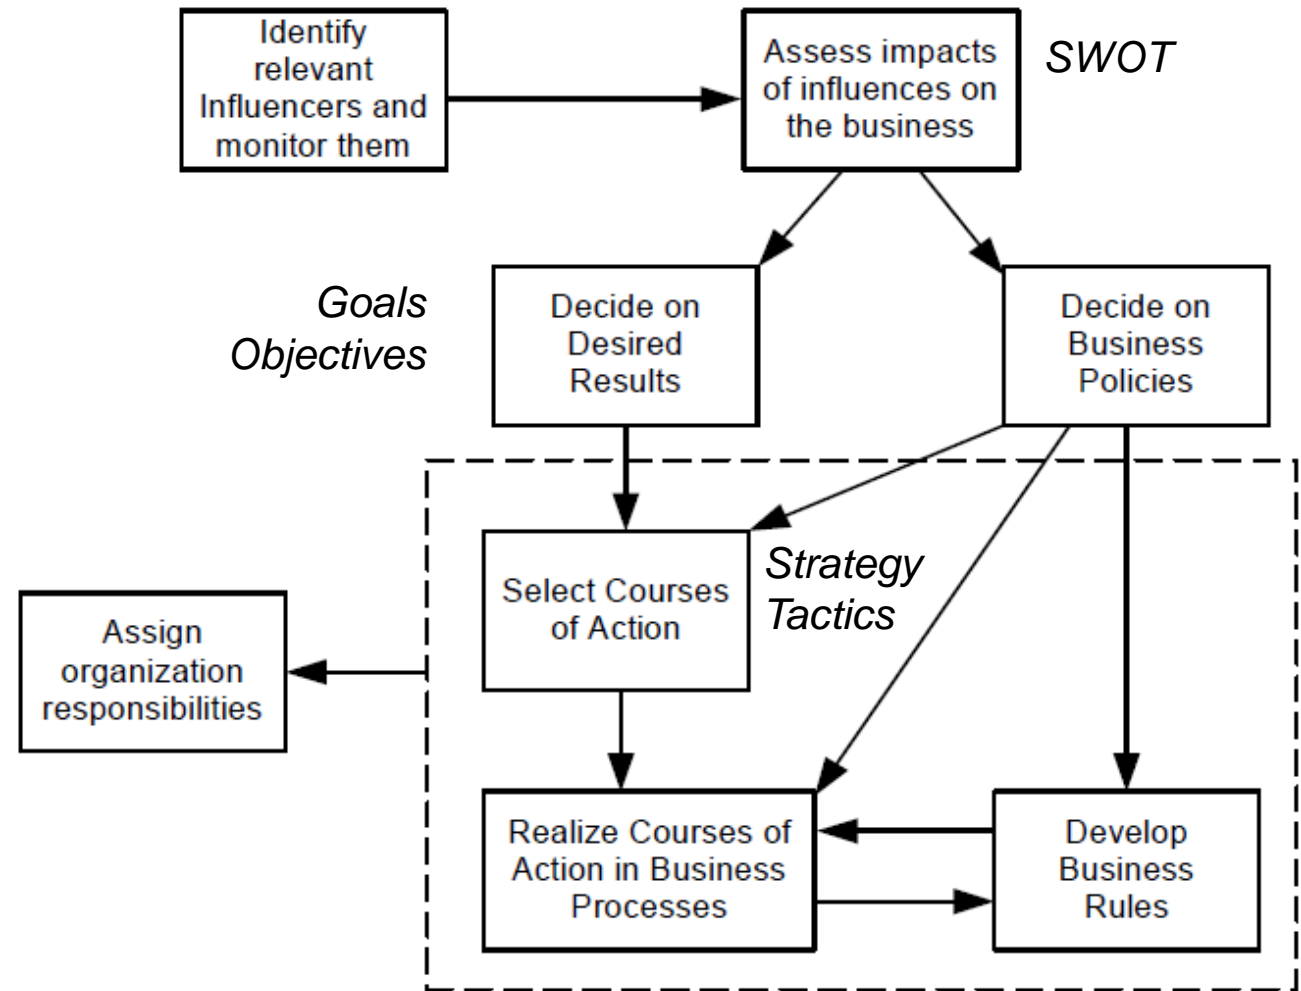 Identify
relevant
Influencers and
monitor them
Assess impacts
of influences on
the business
SWOT
Goals
Objectives
Decide on
Desired
Results
Decide on
Business
Policies
Select Courses
of Action
Strategy
Tactics
Assign
organization
responsibilities
Realize Courses of
Action in Business
Processes
Develop
Business
Rules